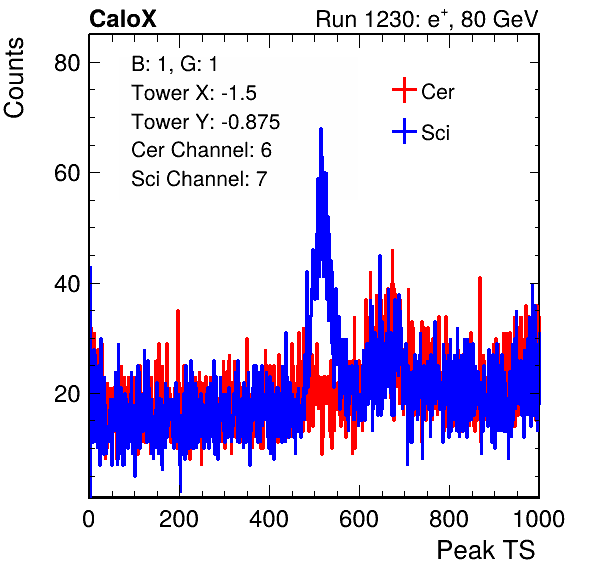 CaloX Run 1230: e⁺, 80 GeV
Counts
B: 1, G: 1
Tower X: -1.5
Tower Y: -0.875
Cer Channel: 6
Sci Channel: 7
Cer
Sci
80
60
40
20
0 200 400 600 800 1000
Peak TS